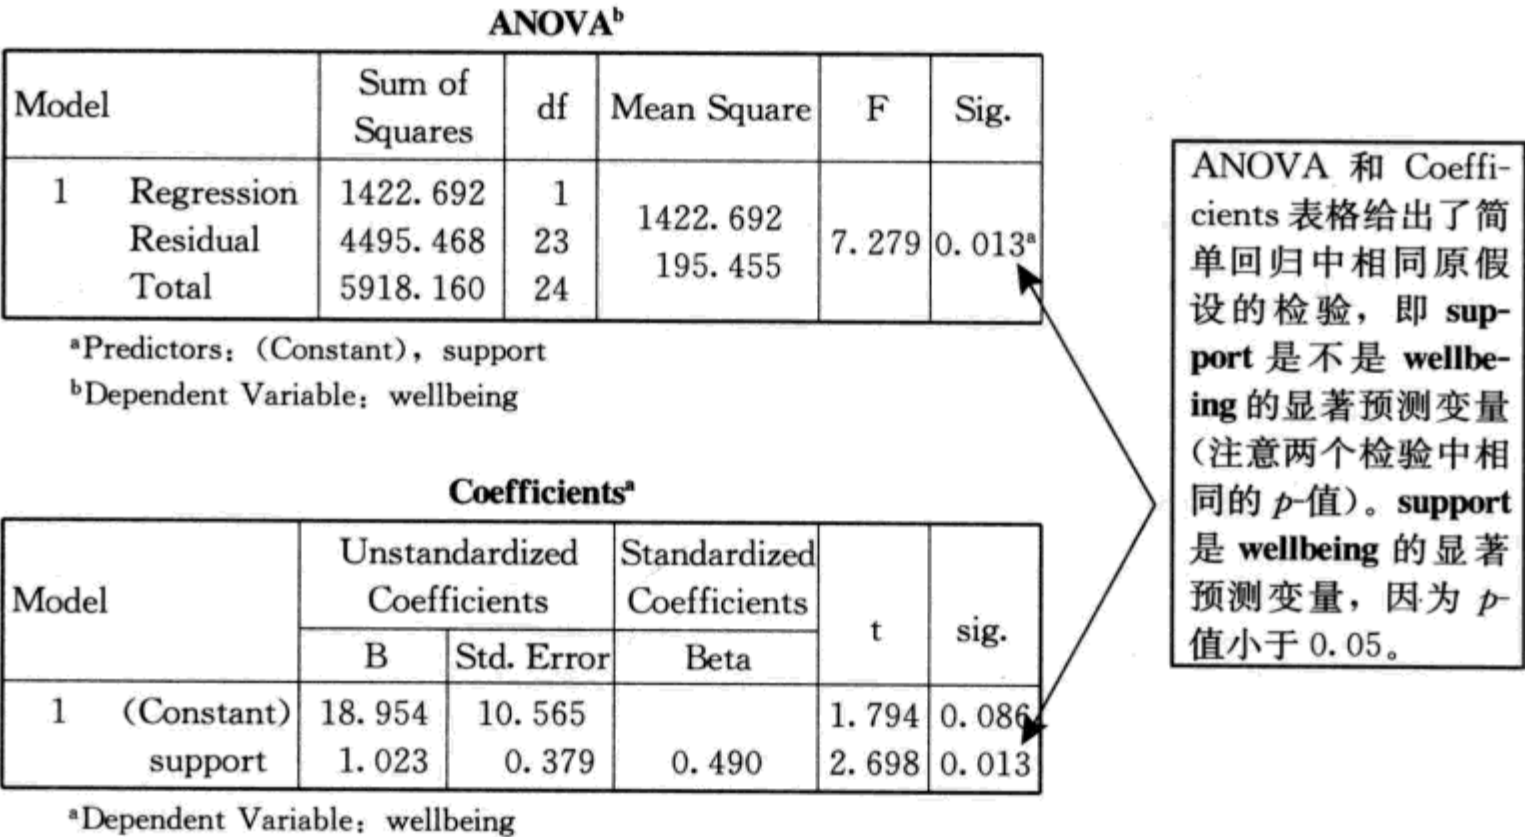 ANOVAᵇ
Model Sum of Squares df Mean Square F Sig.
1 Regression 1422.692 1 1422.692 7.279 0.013ᵃ
Residual 4495.468 23 195.455
Total 5918.160 24
ᵃPredictors: (Constant), support
ᵇDependent Variable: wellbeing
Coefficientsᵃ
Model Unstandardized Coefficients Standardized Coefficients t sig.
B Std. Error Beta
1 (Constant) 18.954 10.565 1.794 0.086
support 1.023 0.379 0.490 2.698 0.013
ᵃDependent Variable: wellbeing
ANOVA 和 Coeffi-
cients 表格给出了简
单回归中相同原假
设的检验，即 sup-
port 是不是 wellbe-
ing 的显著预测变量
（注意两个检验中相
同的 p-值）。support
是 wellbeing 的显著
预测变量，因为 p-
值小于 0.05。